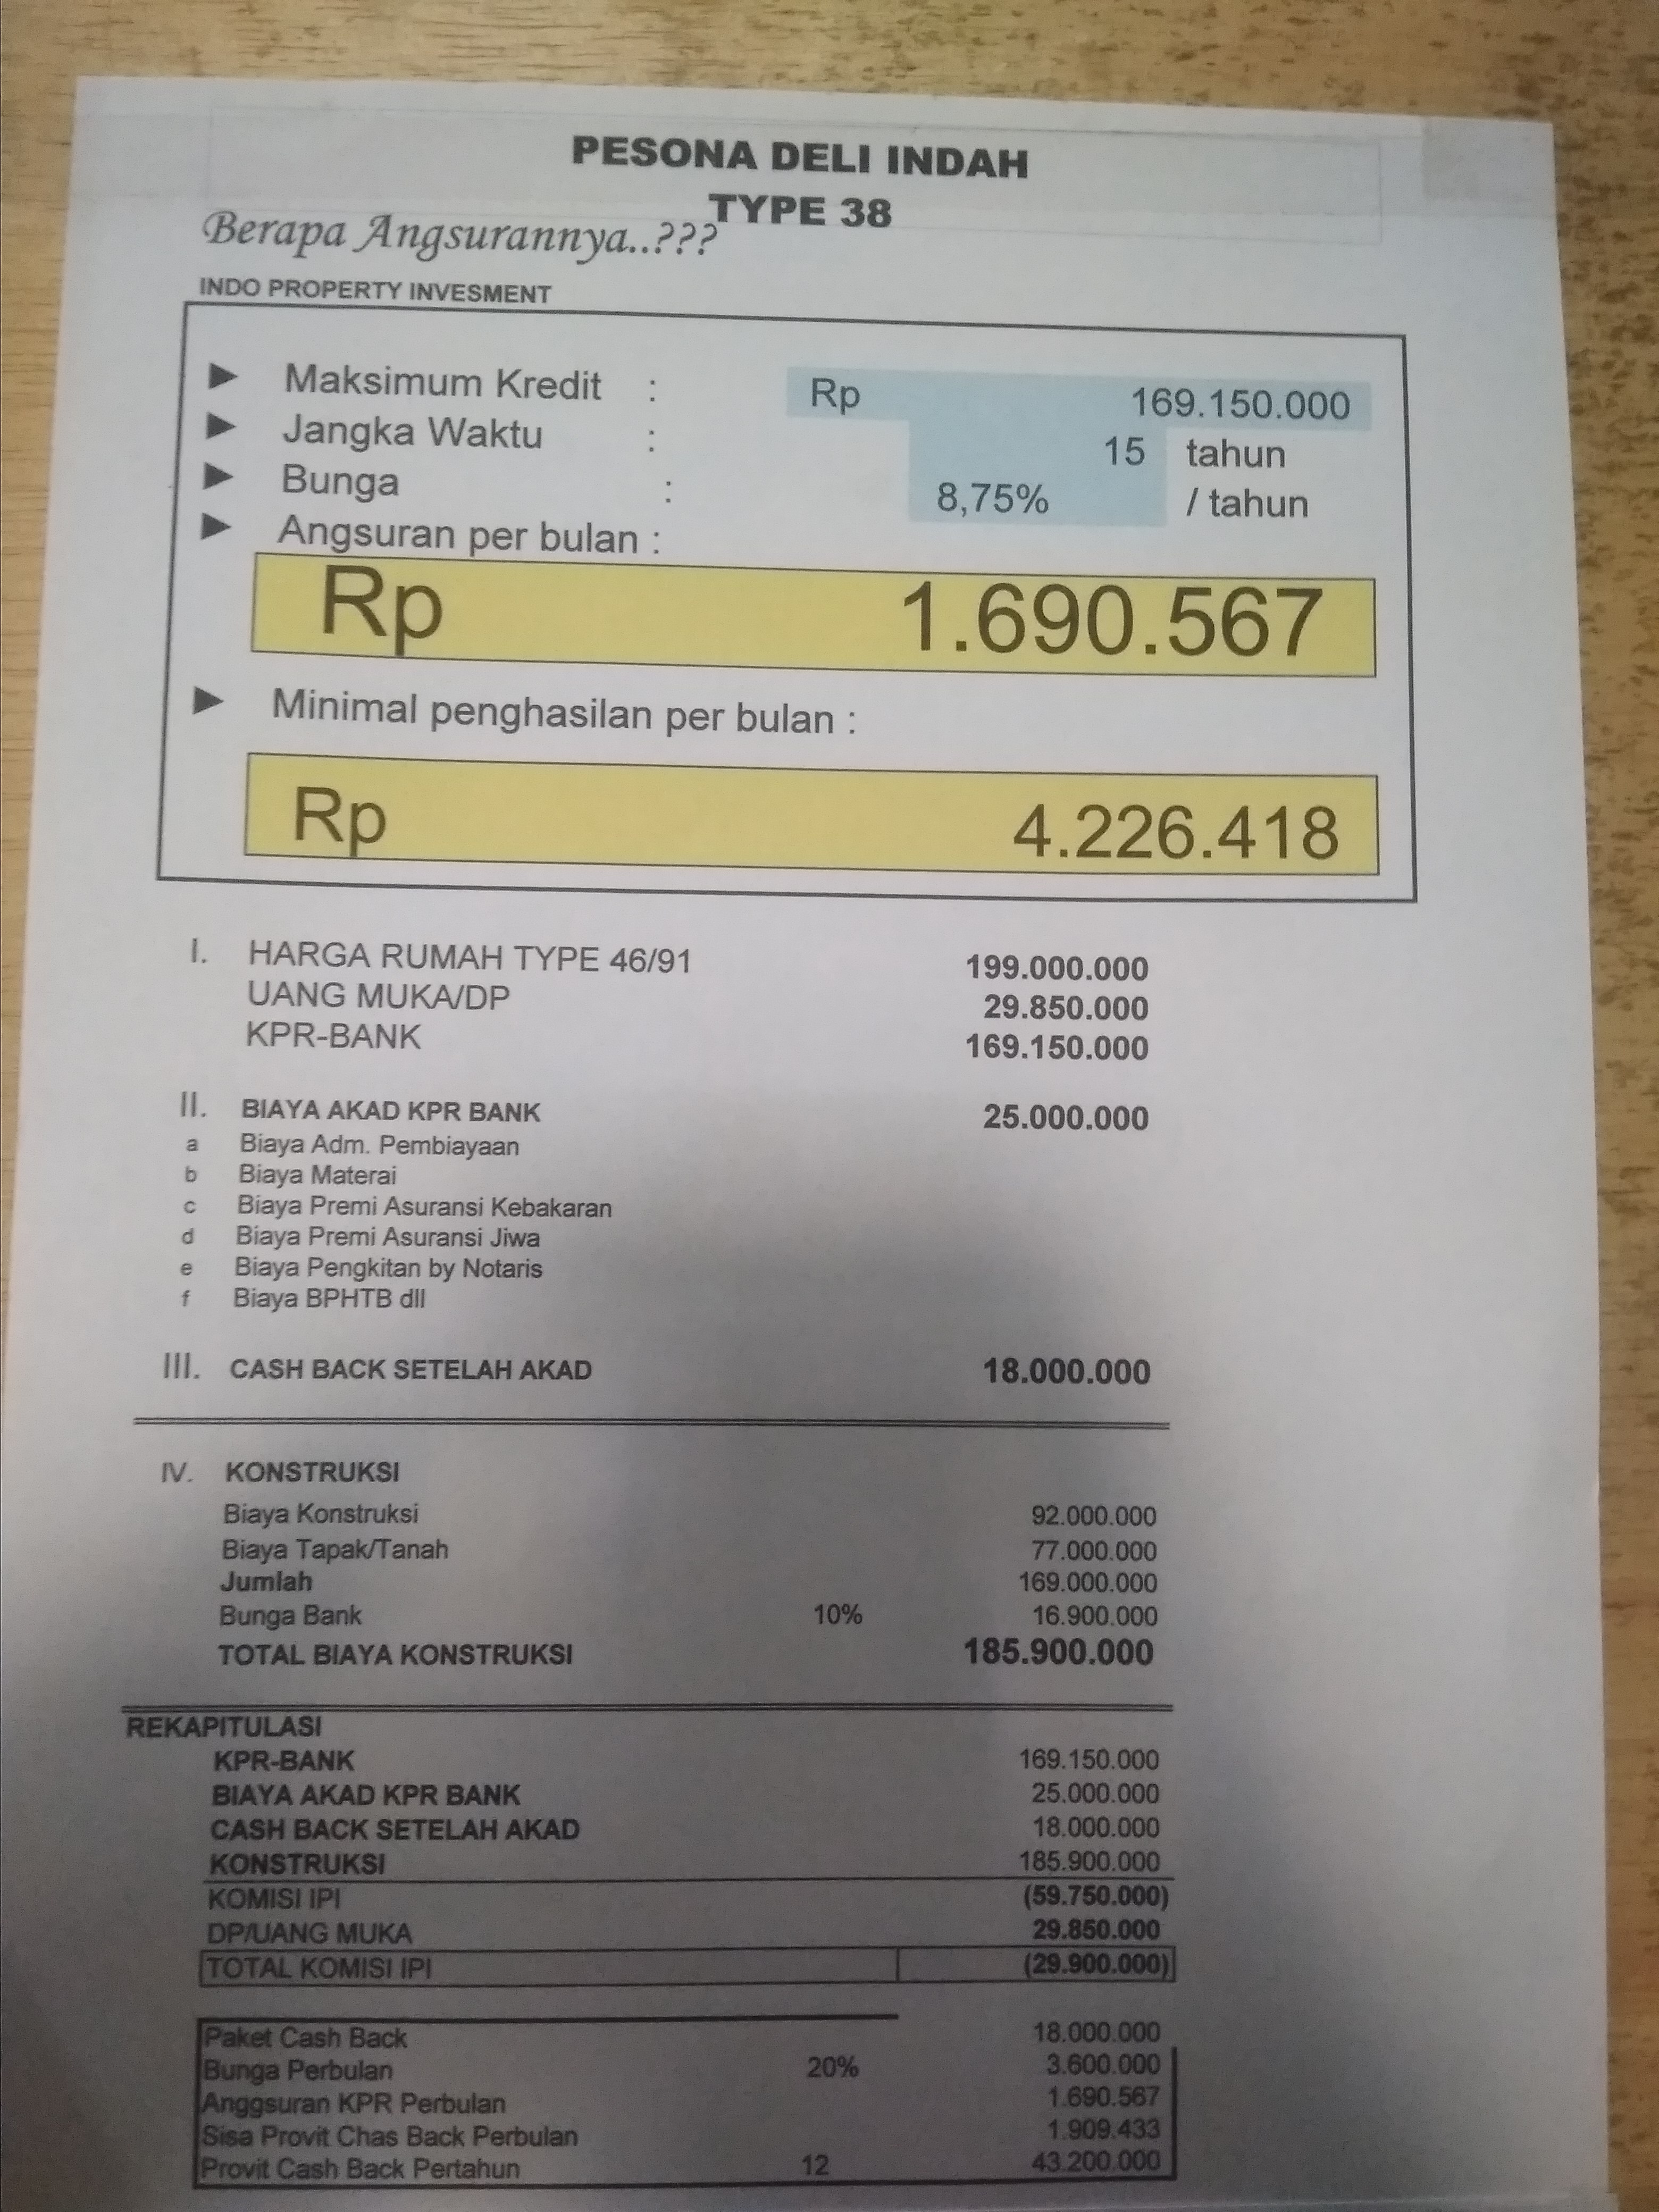 PESONA DELI INDAH
TYPE 38
Berapa Angsurannya..???
INDO PROPERTY INVESMENT
► Maksimum Kredit : Rp 169.150.000
► Jangka Waktu : 15 tahun
► Bunga : 8,75% / tahun
► Angsuran per bulan :
Rp 1.690.567
► Minimal penghasilan per bulan :
Rp 4.226.418
I. HARGA RUMAH TYPE 46/91 199.000.000
UANG MUKA/DP 29.850.000
KPR-BANK 169.150.000
II. BIAYA AKAD KPR BANK 25.000.000
a Biaya Adm. Pembiayaan
b Biaya Materai
c Biaya Premi Asuransi Kebakaran
d Biaya Premi Asuransi Jiwa
e Biaya Pengkitan by Notaris
f Biaya BPHTB dll
III. CASH BACK SETELAH AKAD 18.000.000
IV. KONSTRUKSI
Biaya Konstruksi 92.000.000
Biaya Tapak/Tanah 77.000.000
Jumlah 169.000.000
Bunga Bank 10% 16.900.000
TOTAL BIAYA KONSTRUKSI 185.900.000
REKAPITULASI
KPR-BANK 169.150.000
BIAYA AKAD KPR BANK 25.000.000
CASH BACK SETELAH AKAD 18.000.000
KONSTRUKSI 185.900.000
KOMISI IPI (59.750.000)
DP/UANG MUKA 29.850.000
TOTAL KOMISI IPI (29.900.000)
Paket Cash Back 18.000.000
Bunga Perbulan 20% 3.600.000
Anggsuran KPR Perbulan 1.690.567
Sisa Provit Chas Back Perbulan 1.909.433
Provit Cash Back Pertahun 12 43.200.000